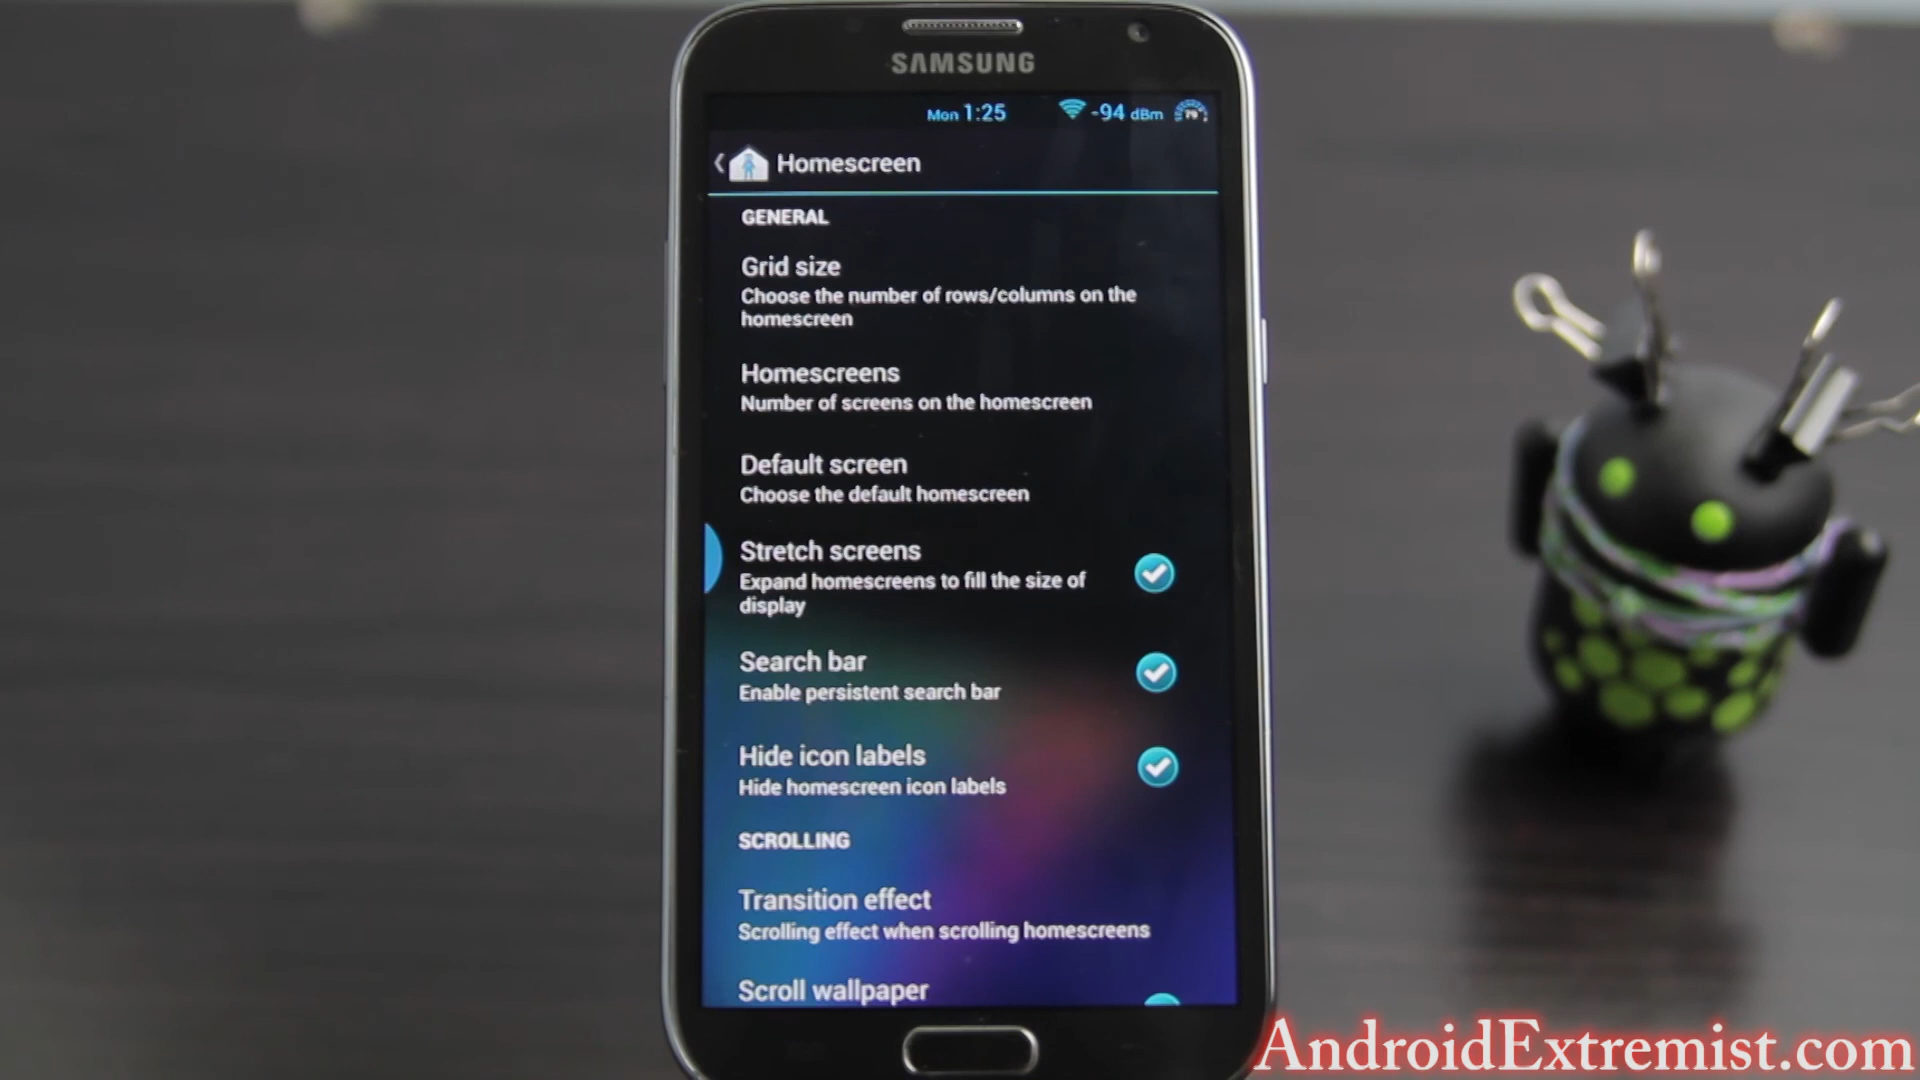 SAMSUNG
Mon 1:25 -94 dBm 79
Homescreen
GENERAL
Grid size
Choose the number of rows/columns on the
homescreen
Homescreens
Number of screens on the homescreen
Default screen
Choose the default homescreen
Stretch screens
Expand homescreens to fill the size of
display
Search bar
Enable persistent search bar
Hide icon labels
Hide homescreen icon labels
SCROLLING
Transition effect
Scrolling effect when scrolling homescreens
Scroll wallpaper
AndroidExtremist.com